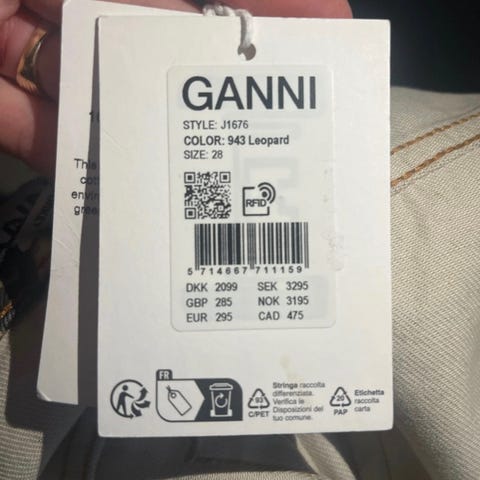 GANNI
STYLE: J1676
COLOR: 943 Leopard
SIZE: 28
RFID
5 714667 711159
DKK 2099 SEK 3295
GBP 285 NOK 3195
EUR 295 CAD 475
FR
93
C/PET
Stringa raccolta
differenziata.
Verifica le
Disposizioni del
tuo comune.
20
PAP
Etichetta
raccolta
carta
This